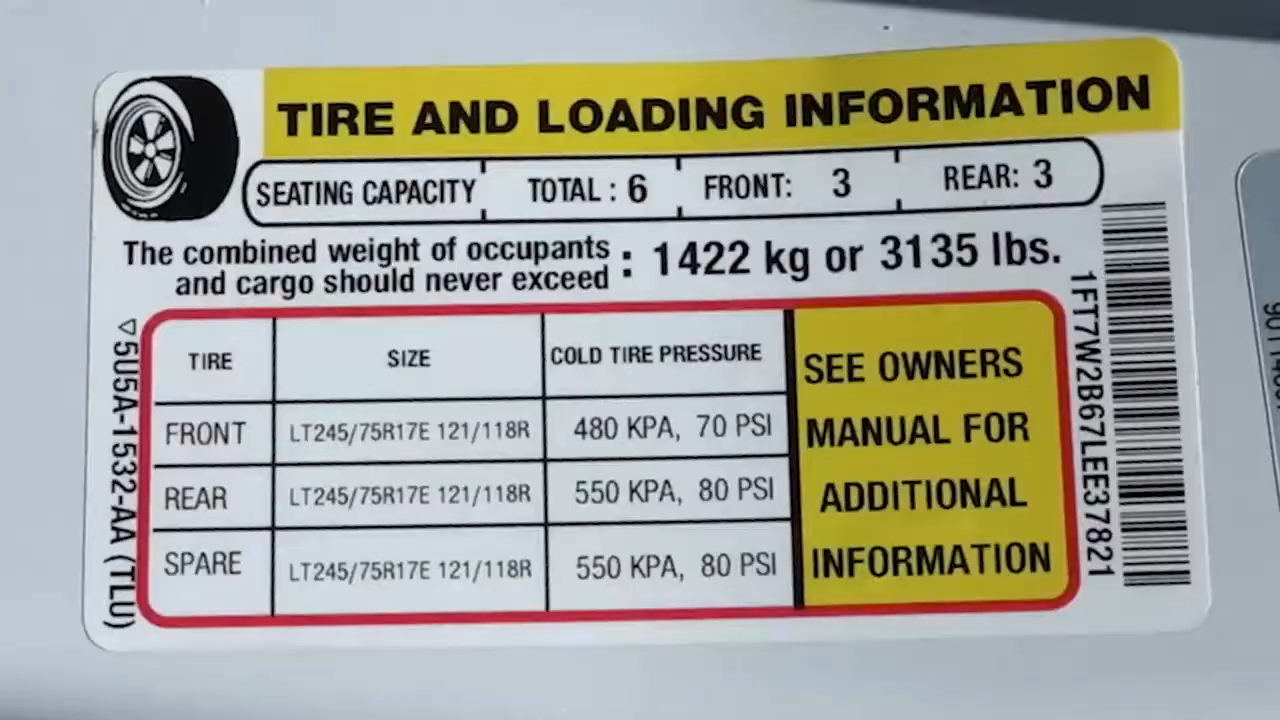 TIRE AND LOADING INFORMATION
SEATING CAPACITY TOTAL : 6 FRONT: 3 REAR: 3
The combined weight of occupants
and cargo should never exceed : 1422 kg or 3135 lbs.
TIRE SIZE COLD TIRE PRESSURE
FRONT LT245/75R17E 121/118R 480 KPA, 70 PSI
REAR LT245/75R17E 121/118R 550 KPA, 80 PSI
SPARE LT245/75R17E 121/118R 550 KPA, 80 PSI
SEE OWNERS
MANUAL FOR
ADDITIONAL
INFORMATION
5U5A-1532-AA (TLU)
1FT7W2B67LEE37821